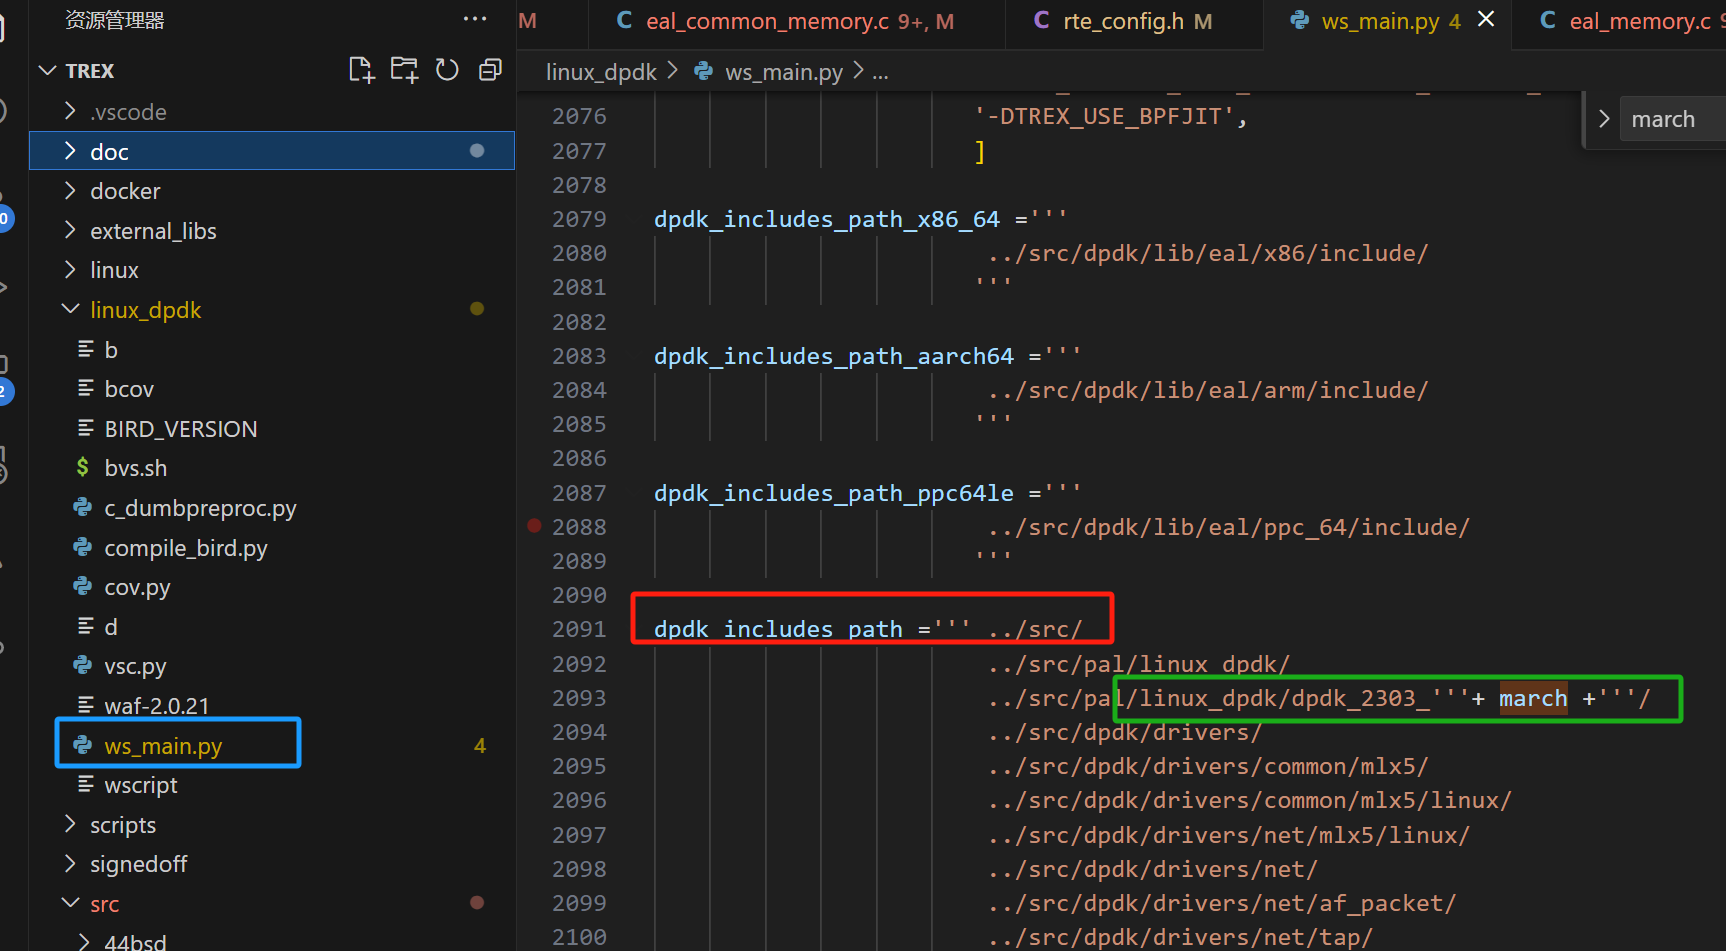 资源管理器
TREX
.vscode
doc
docker
external_libs
linux
linux_dpdk
b
bcov
BIRD_VERSION
bvs.sh
c_dumbpreproc.py
compile_bird.py
cov.py
d
vsc.py
waf-2.0.21
ws_main.py 4
wscript
scripts
signedoff
src
44bsd
M
C eal_common_memory.c 9+, M
C rte_config.h M
ws_main.py 4
C eal_memory.c
linux_dpdk > ws_main.py > ...
march
2076 '-DTREX_USE_BPFJIT',
2077 ]
2078
2079 dpdk_includes_path_x86_64 ='''
2080 ../src/dpdk/lib/eal/x86/include/
2081 '''
2082
2083 dpdk_includes_path_aarch64 ='''
2084 ../src/dpdk/lib/eal/arm/include/
2085 '''
2086
2087 dpdk_includes_path_ppc64le ='''
2088 ../src/dpdk/lib/eal/ppc_64/include/
2089 '''
2090
2091 dpdk_includes_path =''' ../src/
2092 ../src/pal/linux_dpdk/
2093 ../src/pal/linux_dpdk/dpdk_2303_'''+ march +'''/
2094 ../src/dpdk/drivers/
2095 ../src/dpdk/drivers/common/mlx5/
2096 ../src/dpdk/drivers/common/mlx5/linux/
2097 ../src/dpdk/drivers/net/mlx5/linux/
2098 ../src/dpdk/drivers/net/
2099 ../src/dpdk/drivers/net/af_packet/
2100 ../src/dpdk/drivers/net/tap/